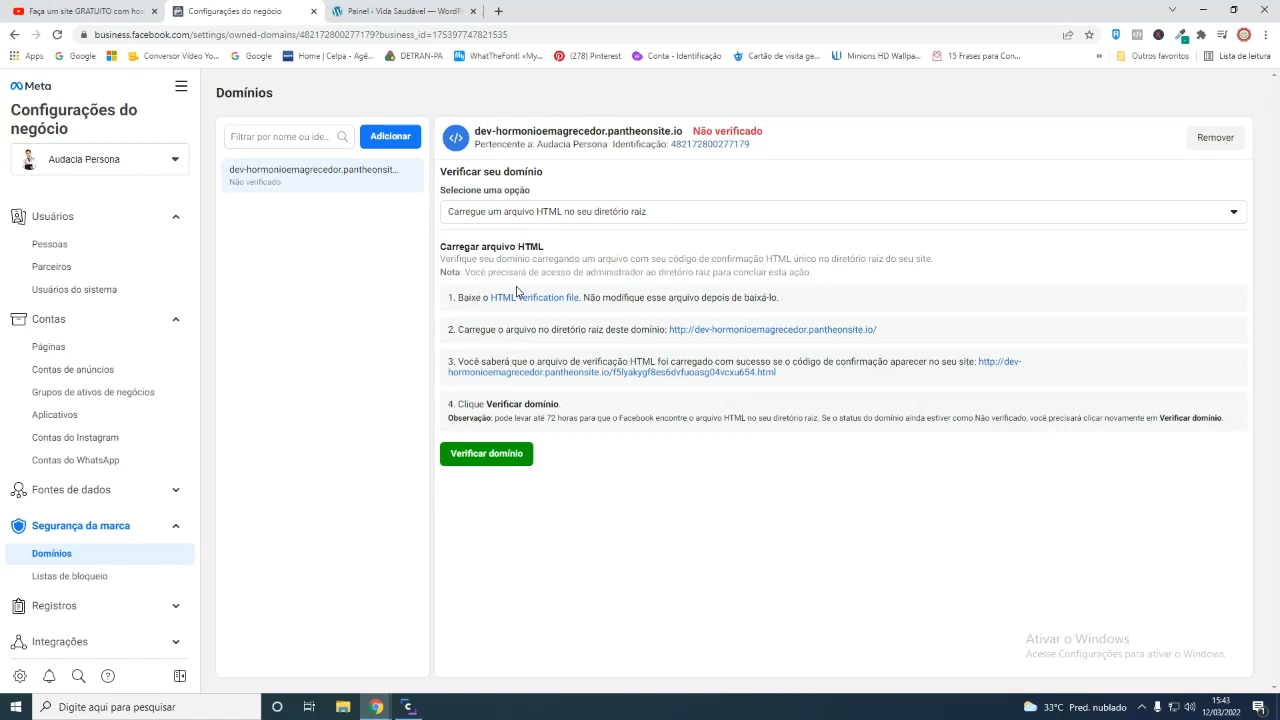 Faça um site GRATUITO com hos
Configurações do negócio
Painel ‹ Vida Saudável — WordPr
business.facebook.com/settings/owned-domains/482172800277179?business_id=175397747821535
Apps
Google
Conversor Vídeo Yo...
Google
Home | Celpa - Agê...
DETRAN-PA
WhatTheFont! «My...
(278) Pinterest
Conta - Identificação
Cartão de visita ge...
Minions HD Wallpa...
15 Frases para Con...
»
Outros favoritos
Lista de leitura
Meta
Configurações do
negócio
Audacia Persona
Usuários
Pessoas
Parceiros
Usuários do sistema
Contas
Páginas
Contas de anúncios
Grupos de ativos de negócios
Aplicativos
Contas do Instagram
Contas do WhatsApp
Fontes de dados
Segurança da marca
Domínios
Listas de bloqueio
Registros
Integrações
Domínios
Filtrar por nome ou ide...
Adicionar
dev-hormonioemagrecedor.pantheonsit...
Não verificado
dev-hormonioemagrecedor.pantheonsite.io Não verificado
Pertencente a: Audacia Persona Identificação: 482172800277179
Remover
Verificar seu domínio
Selecione uma opção
Carregue um arquivo HTML no seu diretório raiz
Carregar arquivo HTML
Verifique seu domínio carregando um arquivo com seu código de confirmação HTML único no diretório raiz do seu site.
Nota: Você precisará de acesso de administrador ao diretório raiz para concluir esta ação.
1. Baixe o HTML verification file. Não modifique esse arquivo depois de baixá-lo.
2. Carregue o arquivo no diretório raiz deste domínio: http://dev-hormonioemagrecedor.pantheonsite.io/
3. Você saberá que o arquivo de verificação HTML foi carregado com sucesso se o código de confirmação aparecer no seu site: http://dev-
hormonioemagrecedor.pantheonsite.io/f5lyakygf8es6dvfuoasg04vcxu654.html
4. Clique Verificar domínio.
Observação: pode levar até 72 horas para que o Facebook encontre o arquivo HTML no seu diretório raiz. Se o status do domínio ainda estiver como Não verificado, você precisará clicar novamente em Verificar domínio.
Verificar domínio
Ativar o Windows
Acesse Configurações para ativar o Windows.
Digite aqui para pesquisar
33°C Pred. nublado
15:43
12/03/2022